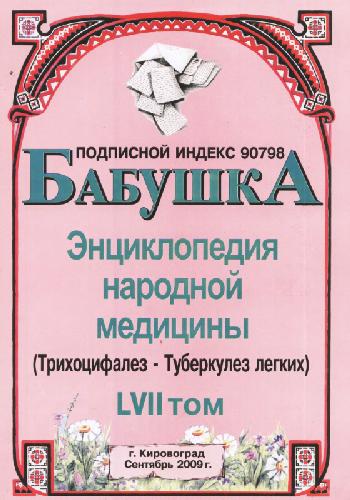 ПОДПИСНОЙ ИНДЕКС 90798
БАБУШКА
Энциклопедия
народной
медицины
(Трихоцифалез - Туберкулез легких)
LVII том
г. Кировоград
Сентябрь 2009 г.